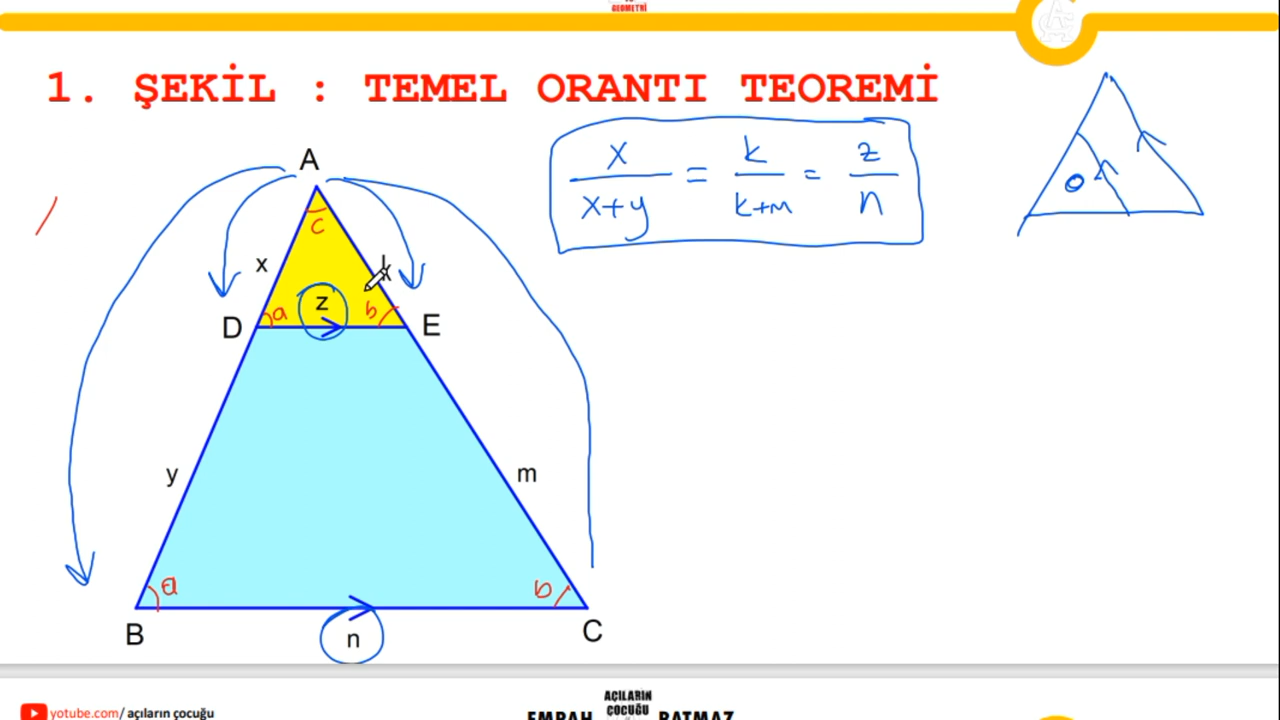 GEOMETRİ
1. ŞEKİL : TEMEL ORANTI TEOREMİ
x/(x+y) = k/(k+m) = z/n
A
c
x
k
z
a
b
D
E
y
m
a
b
B
n
C
yotube.com/ açıların çocuğu
EMRAH AÇILARIN ÇOCUĞU BATMAZ